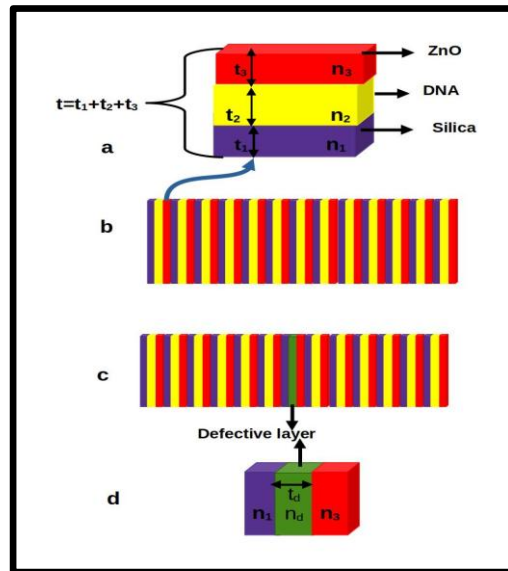 ZnO
t₃ n₃
DNA
t=t₁+t₂+t₃
t₂ n₂
Silica
a
t₁ n₁
b
c
Defective layer
d
t_d
n₁ n_d n₃